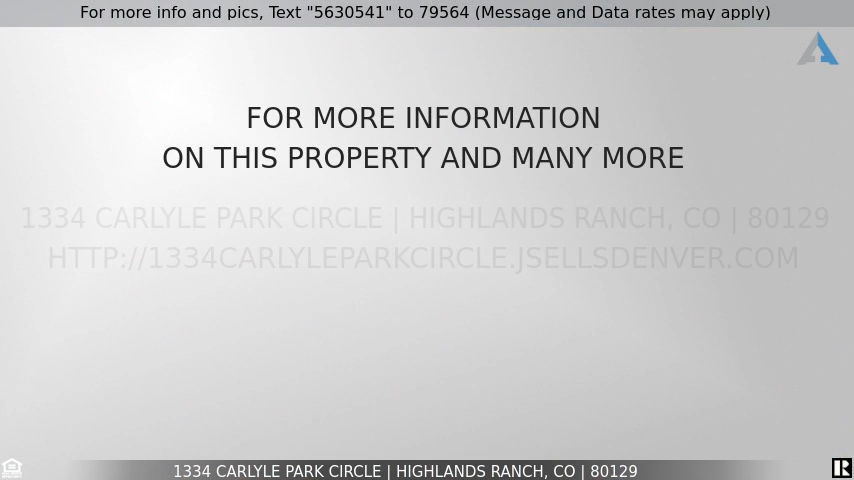 For more info and pics, Text "5630541" to 79564 (Message and Data rates may apply)
FOR MORE INFORMATION
ON THIS PROPERTY AND MANY MORE
1334 CARLYLE PARK CIRCLE | HIGHLANDS RANCH, CO | 80129
HTTP://1334CARLYLEPARKCIRCLE.JSELLSDENVER.COM
1334 CARLYLE PARK CIRCLE | HIGHLANDS RANCH, CO | 80129